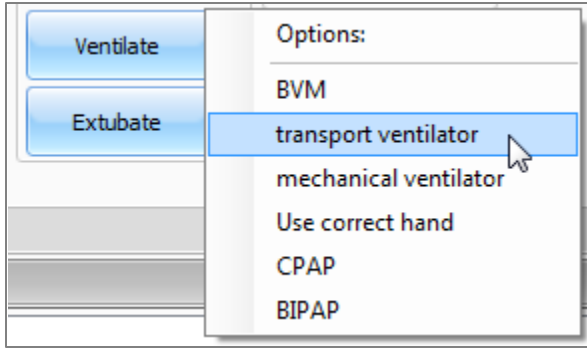 Ventilate
Extubate
Options:
BVM
transport ventilator
mechanical ventilator
Use correct hand
CPAP
BIPAP